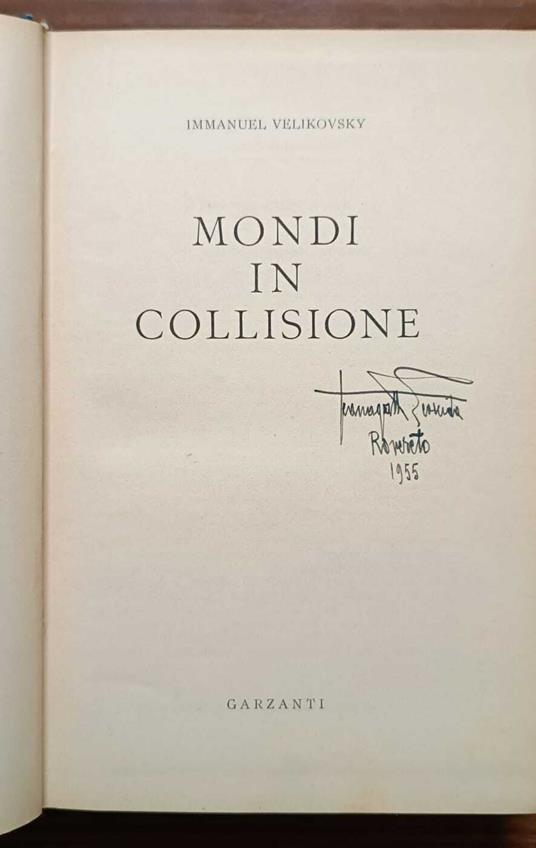 IMMANUEL VELIKOVSKY
MONDI
IN
COLLISIONE
Rovereto
1955
GARZANTI